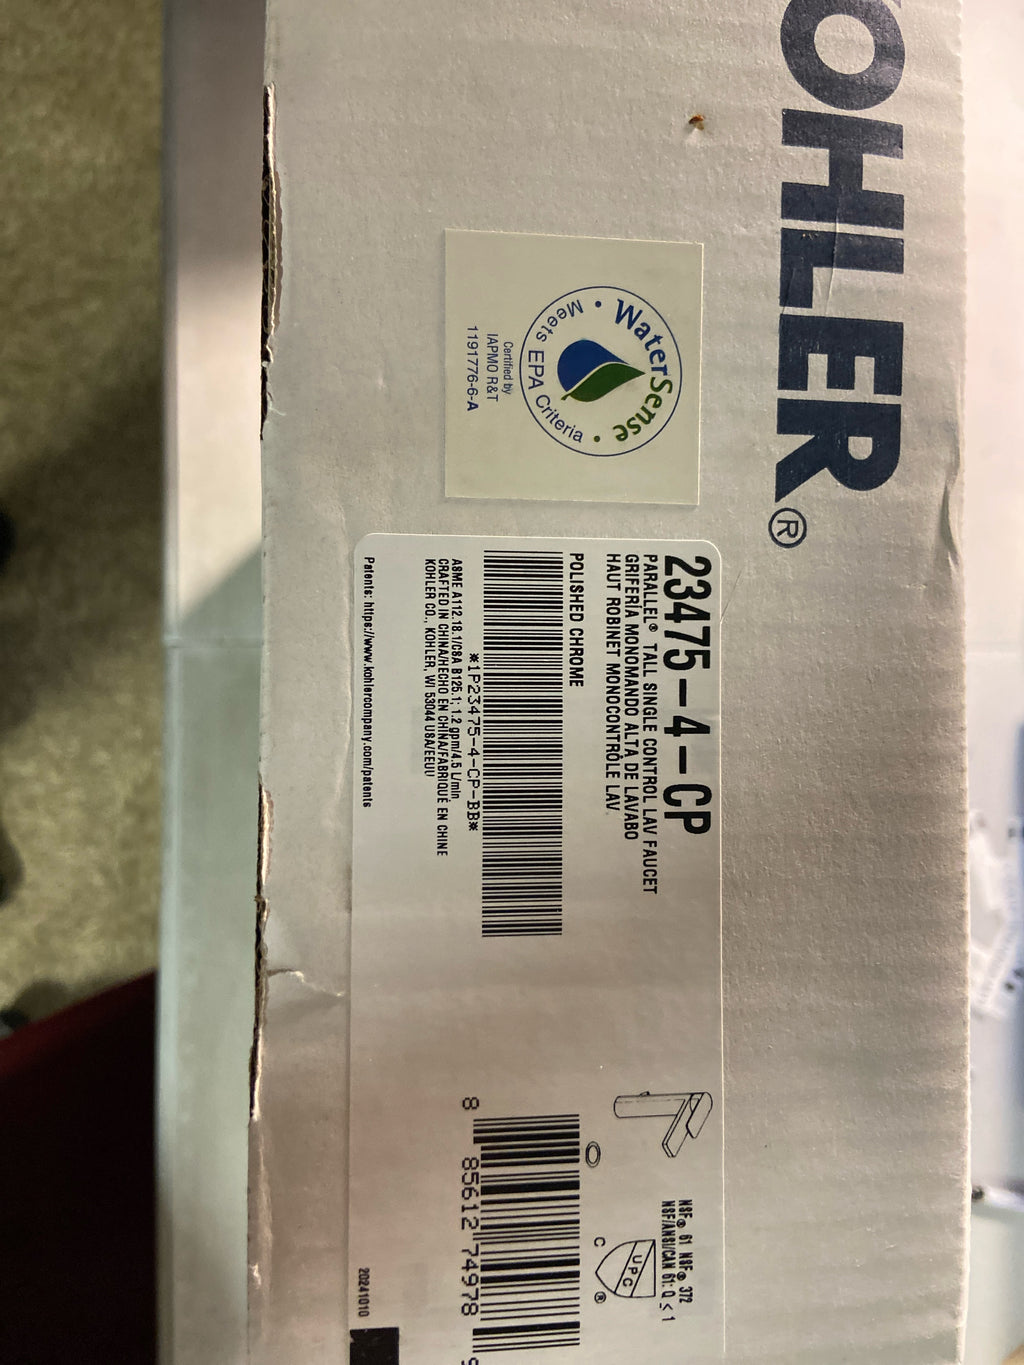 OHLER®
WaterSense
Meets EPA Criteria
Certified by
IAPMO R&T
1191776-6-A
23475-4-CP
PARALLEL® TALL SINGLE CONTROL LAV FAUCET
GRIFERÍA MONOMANDO ALTA DE LAVABO
HAUT ROBINET MONOCONTRÔLE LAV.
POLISHED CHROME
*1P23475-4-CP-BB*
ASME A112.18.1/CSA B125.1; 1.2 gpm/4.5 L/min
CRAFTED IN CHINA/HECHO EN CHINA/FABRIQUÉ EN CHINE
KOHLER CO., KOHLER, WI 53044 USA/EEUU
Patents: https://www.kohlercompany.com/patents
NSF® 61 NSF® 372
NSF/ANSI/CAN 61: Q ≤ 1
C UPC ®
8 85612 74978
20241010